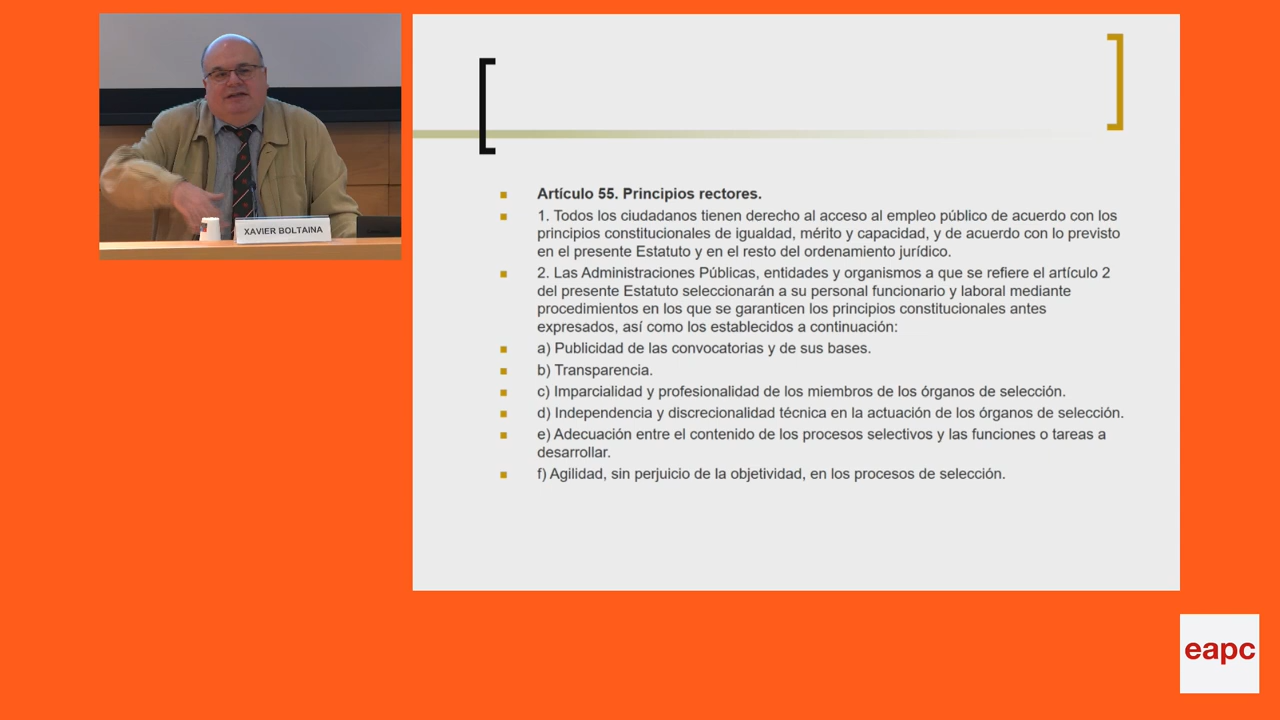 XAVIER BOLTAINA
Artículo 55. Principios rectores.
1. Todos los ciudadanos tienen derecho al acceso al empleo público de acuerdo con los
principios constitucionales de igualdad, mérito y capacidad, y de acuerdo con lo previsto
en el presente Estatuto y en el resto del ordenamiento jurídico.
2. Las Administraciones Públicas, entidades y organismos a que se refiere el artículo 2
del presente Estatuto seleccionarán a su personal funcionario y laboral mediante
procedimientos en los que se garanticen los principios constitucionales antes
expresados, así como los establecidos a continuación:
a) Publicidad de las convocatorias y de sus bases.
b) Transparencia.
c) Imparcialidad y profesionalidad de los miembros de los órganos de selección.
d) Independencia y discrecionalidad técnica en la actuación de los órganos de selección.
e) Adecuación entre el contenido de los procesos selectivos y las funciones o tareas a
desarrollar.
f) Agilidad, sin perjuicio de la objetividad, en los procesos de selección.
eapc